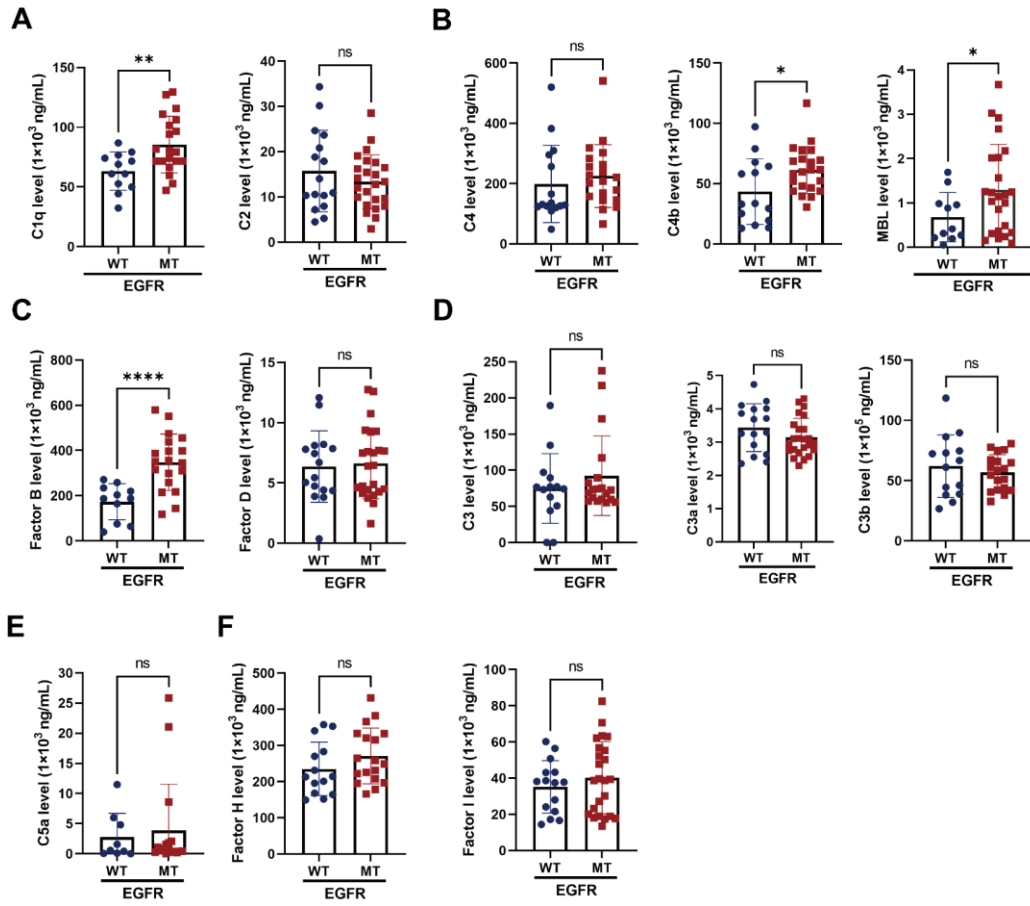 A
C1q level (1×10³ ng/mL)
150
100
50
0
**
WT
MT
EGFR
C2 level (1×10³ ng/mL)
40
30
20
10
0
ns
WT
MT
EGFR
B
C4 level (1×10³ ng/mL)
600
400
200
0
ns
WT
MT
EGFR
C4b level (1×10³ ng/mL)
150
100
50
0
*
WT
MT
EGFR
MBL level (1×10³ ng/mL)
4
3
2
1
0
*
WT
MT
EGFR
C
Factor B level (1×10³ ng/mL)
800
600
400
200
0
****
WT
MT
EGFR
Factor D level (1×10³ ng/mL)
15
10
5
0
ns
WT
MT
EGFR
D
C3 level (1×10³ ng/mL)
250
200
150
100
50
0
ns
WT
MT
EGFR
C3a level (1×10³ ng/mL)
5
4
3
2
1
0
ns
WT
MT
EGFR
C3b level (1×10⁵ ng/mL)
150
100
50
0
ns
WT
MT
EGFR
E
C5a level (1×10³ ng/mL)
30
25
20
15
10
5
0
ns
WT
MT
EGFR
F
Factor H level (1×10³ ng/mL)
500
400
300
200
100
0
ns
WT
MT
EGFR
Factor I level (1×10³ ng/mL)
100
80
60
40
20
0
ns
WT
MT
EGFR